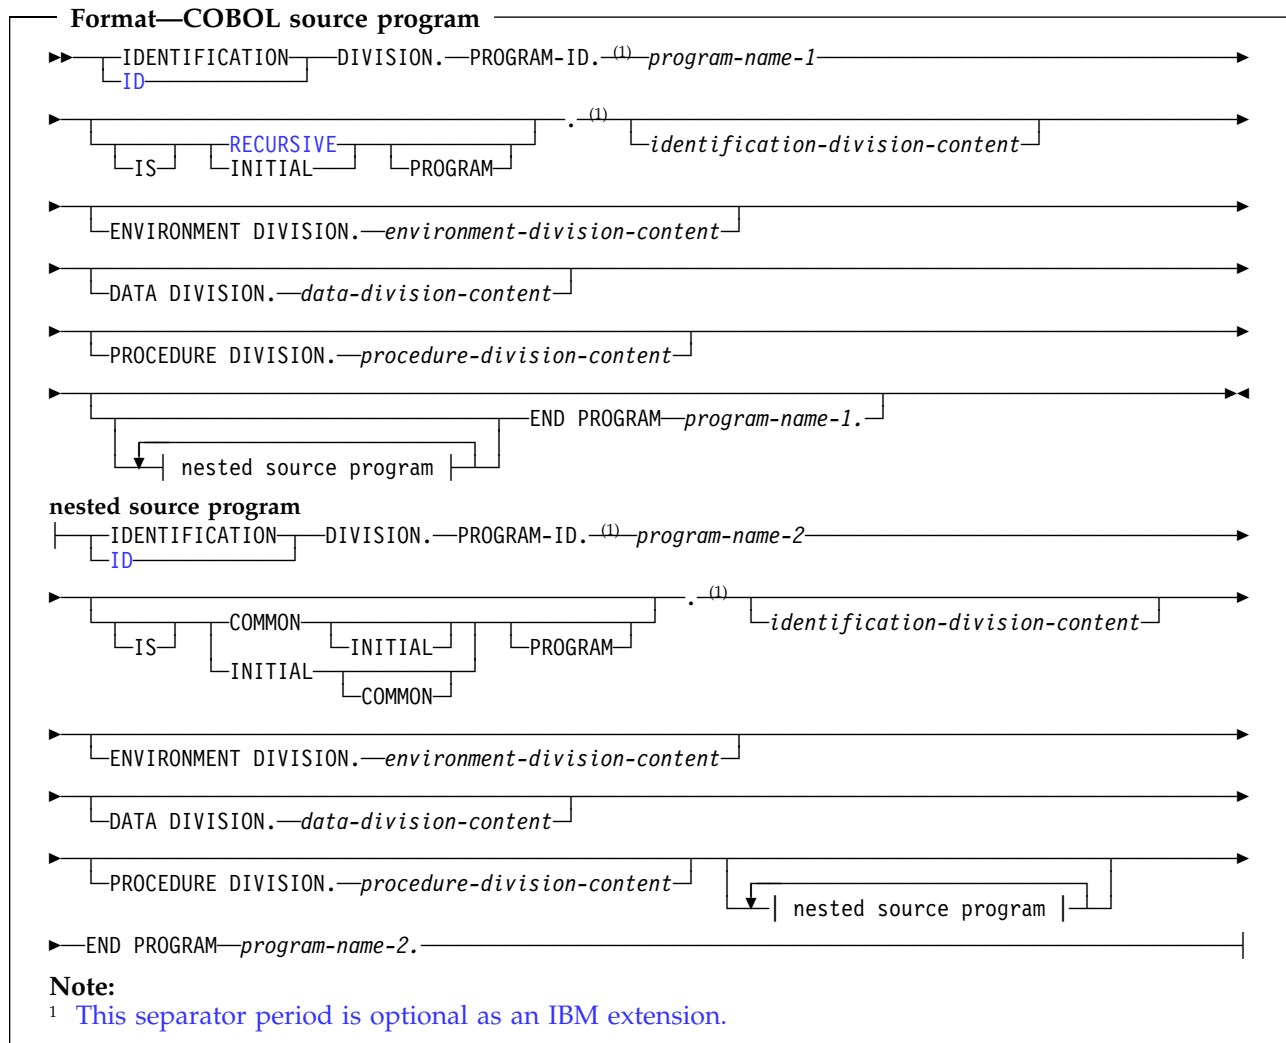 Format—COBOL source program
IDENTIFICATION DIVISION. PROGRAM-ID. (1) program-name-1
ID
. (1)
RECURSIVE identification-division-content
IS INITIAL PROGRAM
ENVIRONMENT DIVISION. environment-division-content
DATA DIVISION. data-division-content
PROCEDURE DIVISION. procedure-division-content
END PROGRAM program-name-1.
nested source program
nested source program
IDENTIFICATION DIVISION. PROGRAM-ID. (1) program-name-2
ID
. (1)
COMMON identification-division-content
IS INITIAL PROGRAM
INITIAL
COMMON
ENVIRONMENT DIVISION. environment-division-content
DATA DIVISION. data-division-content
PROCEDURE DIVISION. procedure-division-content
nested source program
END PROGRAM program-name-2.
Note:
1 This separator period is optional as an IBM extension.